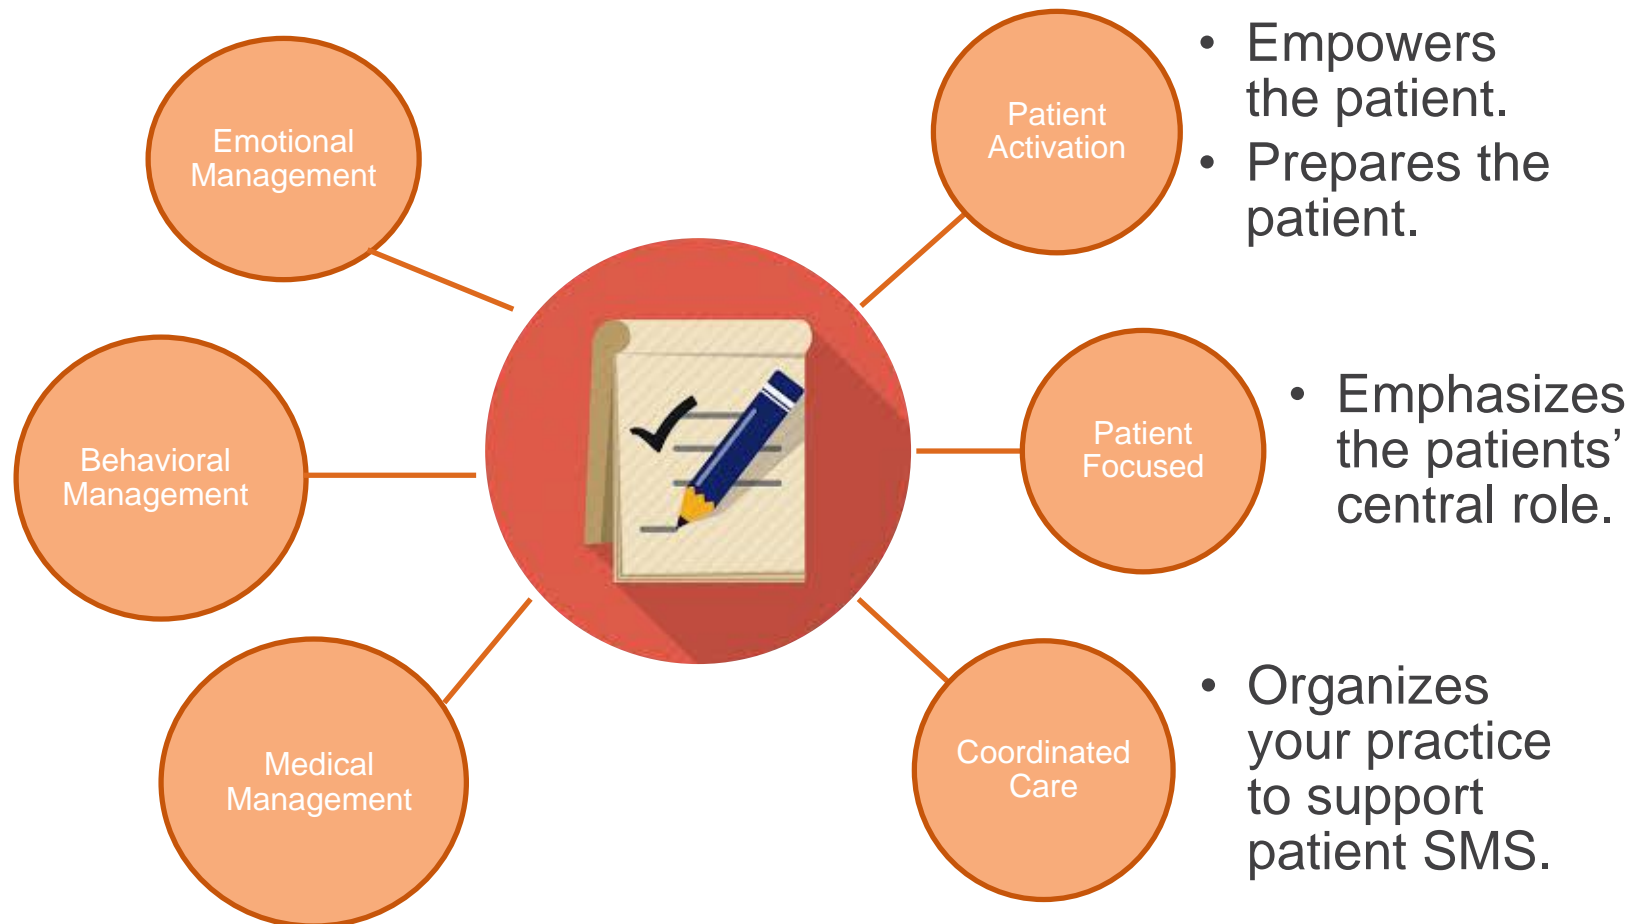 Emotional
Management
Behavioral
Management
Medical
Management
Patient
Activation
• Empowers
the patient.
• Prepares the
patient.
Patient
Focused
• Emphasizes
the patients’
central role.
Coordinated
Care
• Organizes
your practice
to support
patient SMS.